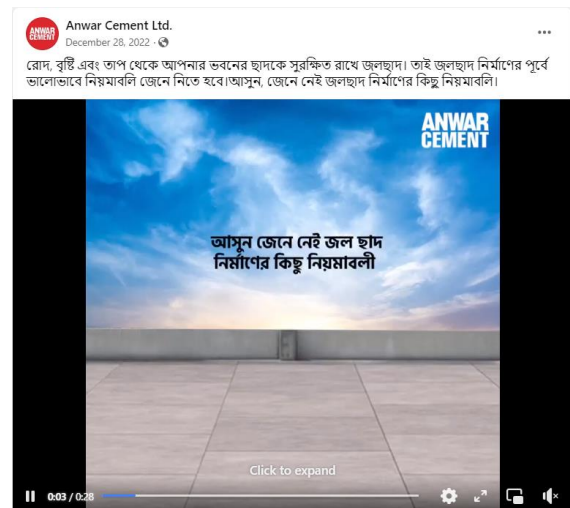 ANWAR
CEMENT
Anwar Cement Ltd.
December 28, 2022 ·
রোদ, বৃষ্টি এবং তাপ থেকে আপনার ভবনের ছাদকে সুরক্ষিত রাখে জলছাদ। তাই জলছাদ নির্মাণের পূর্বে
ভালোভাবে নিয়মাবলি জেনে নিতে হবে।আসুন, জেনে নেই জলছাদ নির্মাণের কিছু নিয়মাবলি।
ANWAR
CEMENT
আসুন জেনে নেই জল ছাদ
নির্মাণের কিছু নিয়মাবলী
Click to expand
0:03 / 0:28